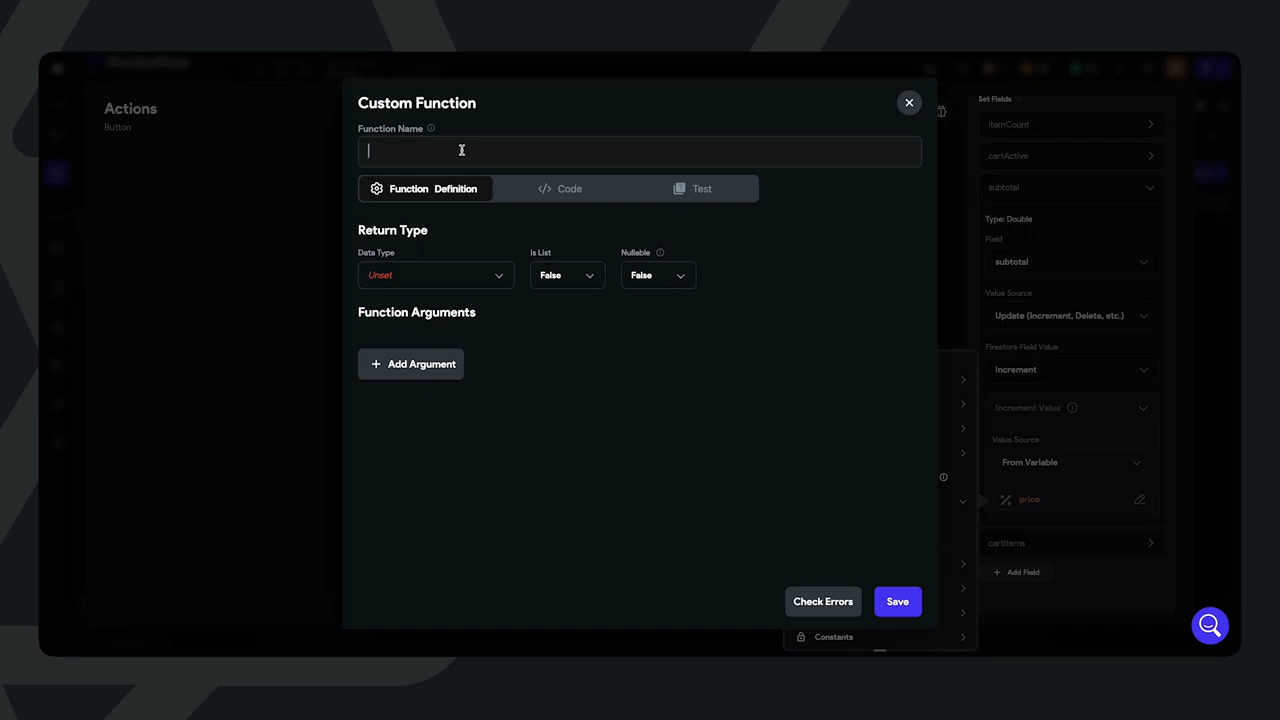 Actions
Button
Custom Function
Function Name
Function Definition
Code
Test
Return Type
Data Type
Is List
Nullable
Unset
False
False
Function Arguments
+ Add Argument
Check Errors
Save
Set Fields
itemCount
cartActive
subtotal
Type: Double
Field
subtotal
Value Source
Update (Increment, Delete, etc.)
Firestore Field Value
Increment
Increment Value
Value Source
From Variable
price
cartItems
+ Add Field
Constants